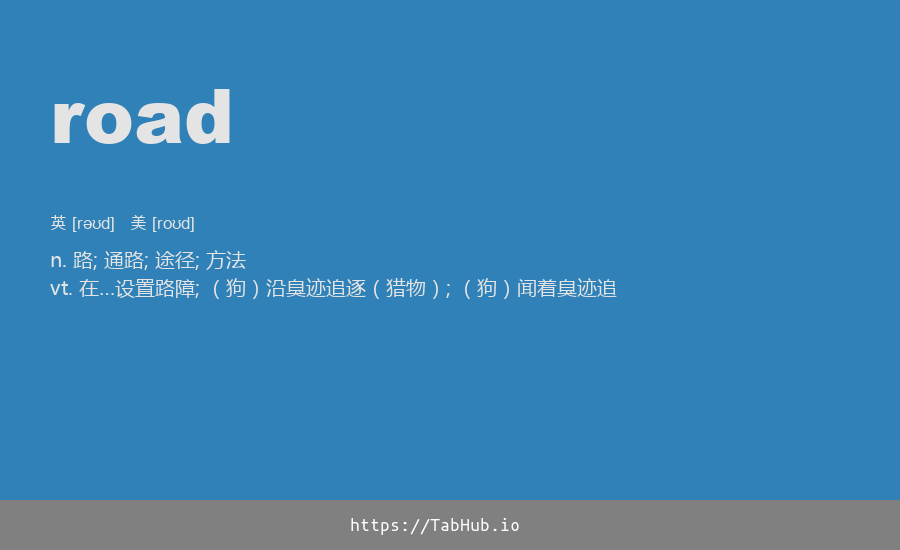 road
英 [rəʊd] 美 [roʊd]
n. 路; 通路; 途径; 方法
vt. 在…设置路障; （狗）沿臭迹追逐（猎物）; （狗）闻着臭迹追
https://TabHub.io